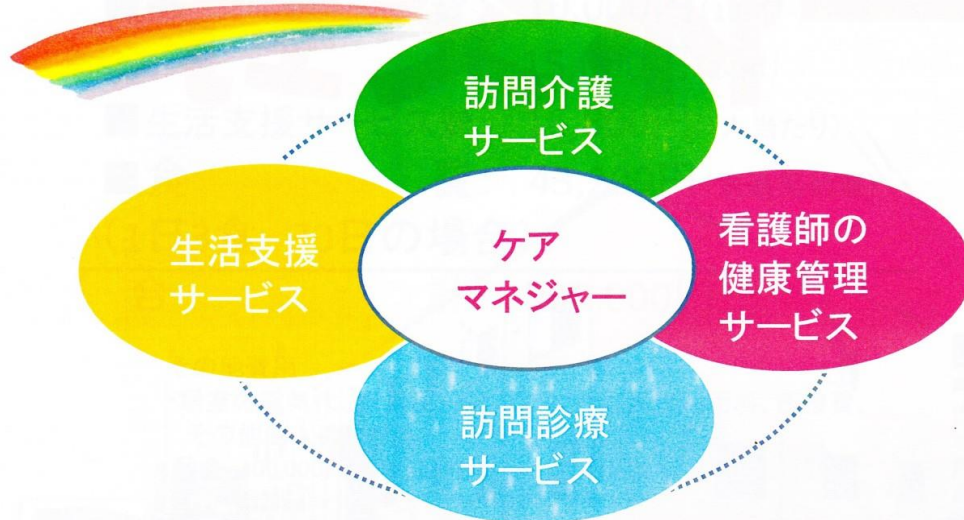 訪問介護
サービス
生活支援
サービス
ケア
マネジャー
看護師の
健康管理
サービス
訪問診療
サービス